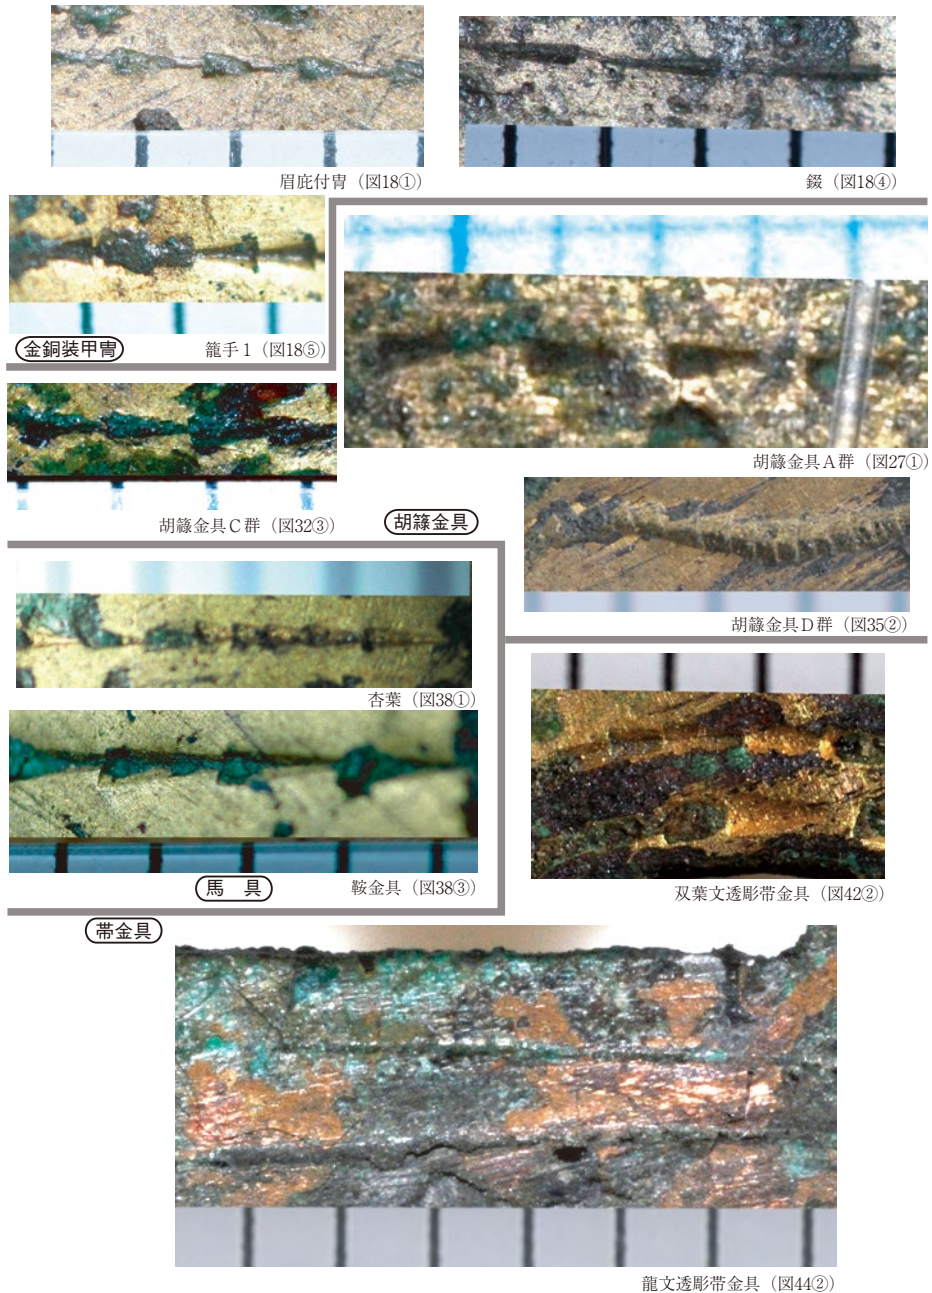 眉庇付冑（図18①）
錣（図18④）
金銅装甲冑
籠手1（図18⑤）
胡籙金具A群（図27①）
胡籙金具C群（図32③）
胡籙金具
胡籙金具D群（図35②）
杏葉（図38①）
馬具
鞍金具（図38③）
双葉文透彫帯金具（図42②）
帯金具
龍文透彫帯金具（図44②）